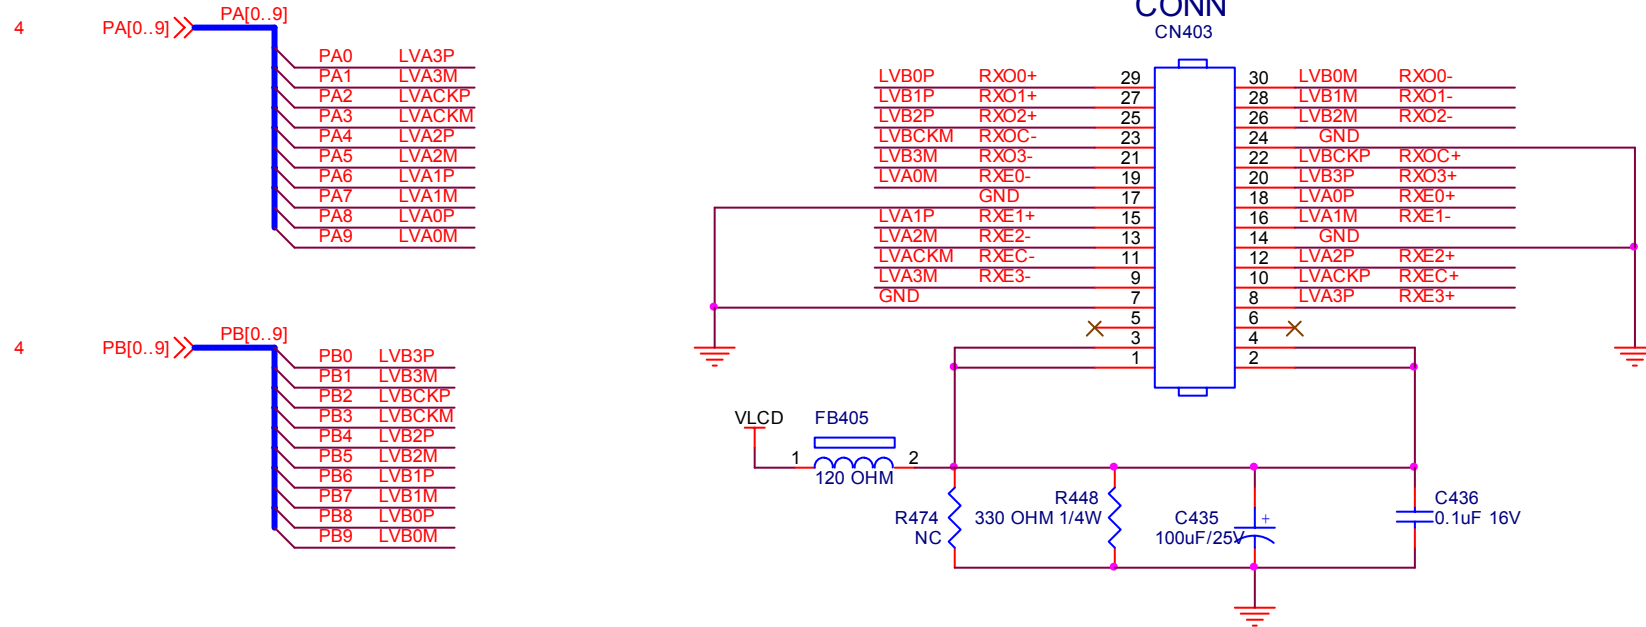 4 PA[0..9] PA[0..9]
PA0 LVA3P
PA1 LVA3M
PA2 LVACKP
PA3 LVACKM
PA4 LVA2P
PA5 LVA2M
PA6 LVA1P
PA7 LVA1M
PA8 LVA0P
PA9 LVA0M
4 PB[0..9] PB[0..9]
PB0 LVB3P
PB1 LVB3M
PB2 LVBCKP
PB3 LVBCKM
PB4 LVB2P
PB5 LVB2M
PB6 LVB1P
PB7 LVB1M
PB8 LVB0P
PB9 LVB0M
CONN
CN403
LVB0P RXO0+ 29 30 LVB0M RXO0-
LVB1P RXO1+ 27 28 LVB1M RXO1-
LVB2P RXO2+ 25 26 LVB2M RXO2-
LVBCKM RXOC- 23 24 GND
LVB3M RXO3- 21 22 LVBCKP RXOC+
LVA0M RXE0- 19 20 LVB3P RXO3+
GND 17 18 LVA0P RXE0+
LVA1P RXE1+ 15 16 LVA1M RXE1-
LVA2M RXE2- 13 14 GND
LVACKM RXEC- 11 12 LVA2P RXE2+
LVA3M RXE3- 9 10 LVACKP RXEC+
GND 7 8 LVA3P RXE3+
5 6
3 4
1 2
VLCD FB405
1 2
120 OHM
R474
NC
R448
330 OHM 1/4W
C435
100uF/25V
+
C436
0.1uF 16V